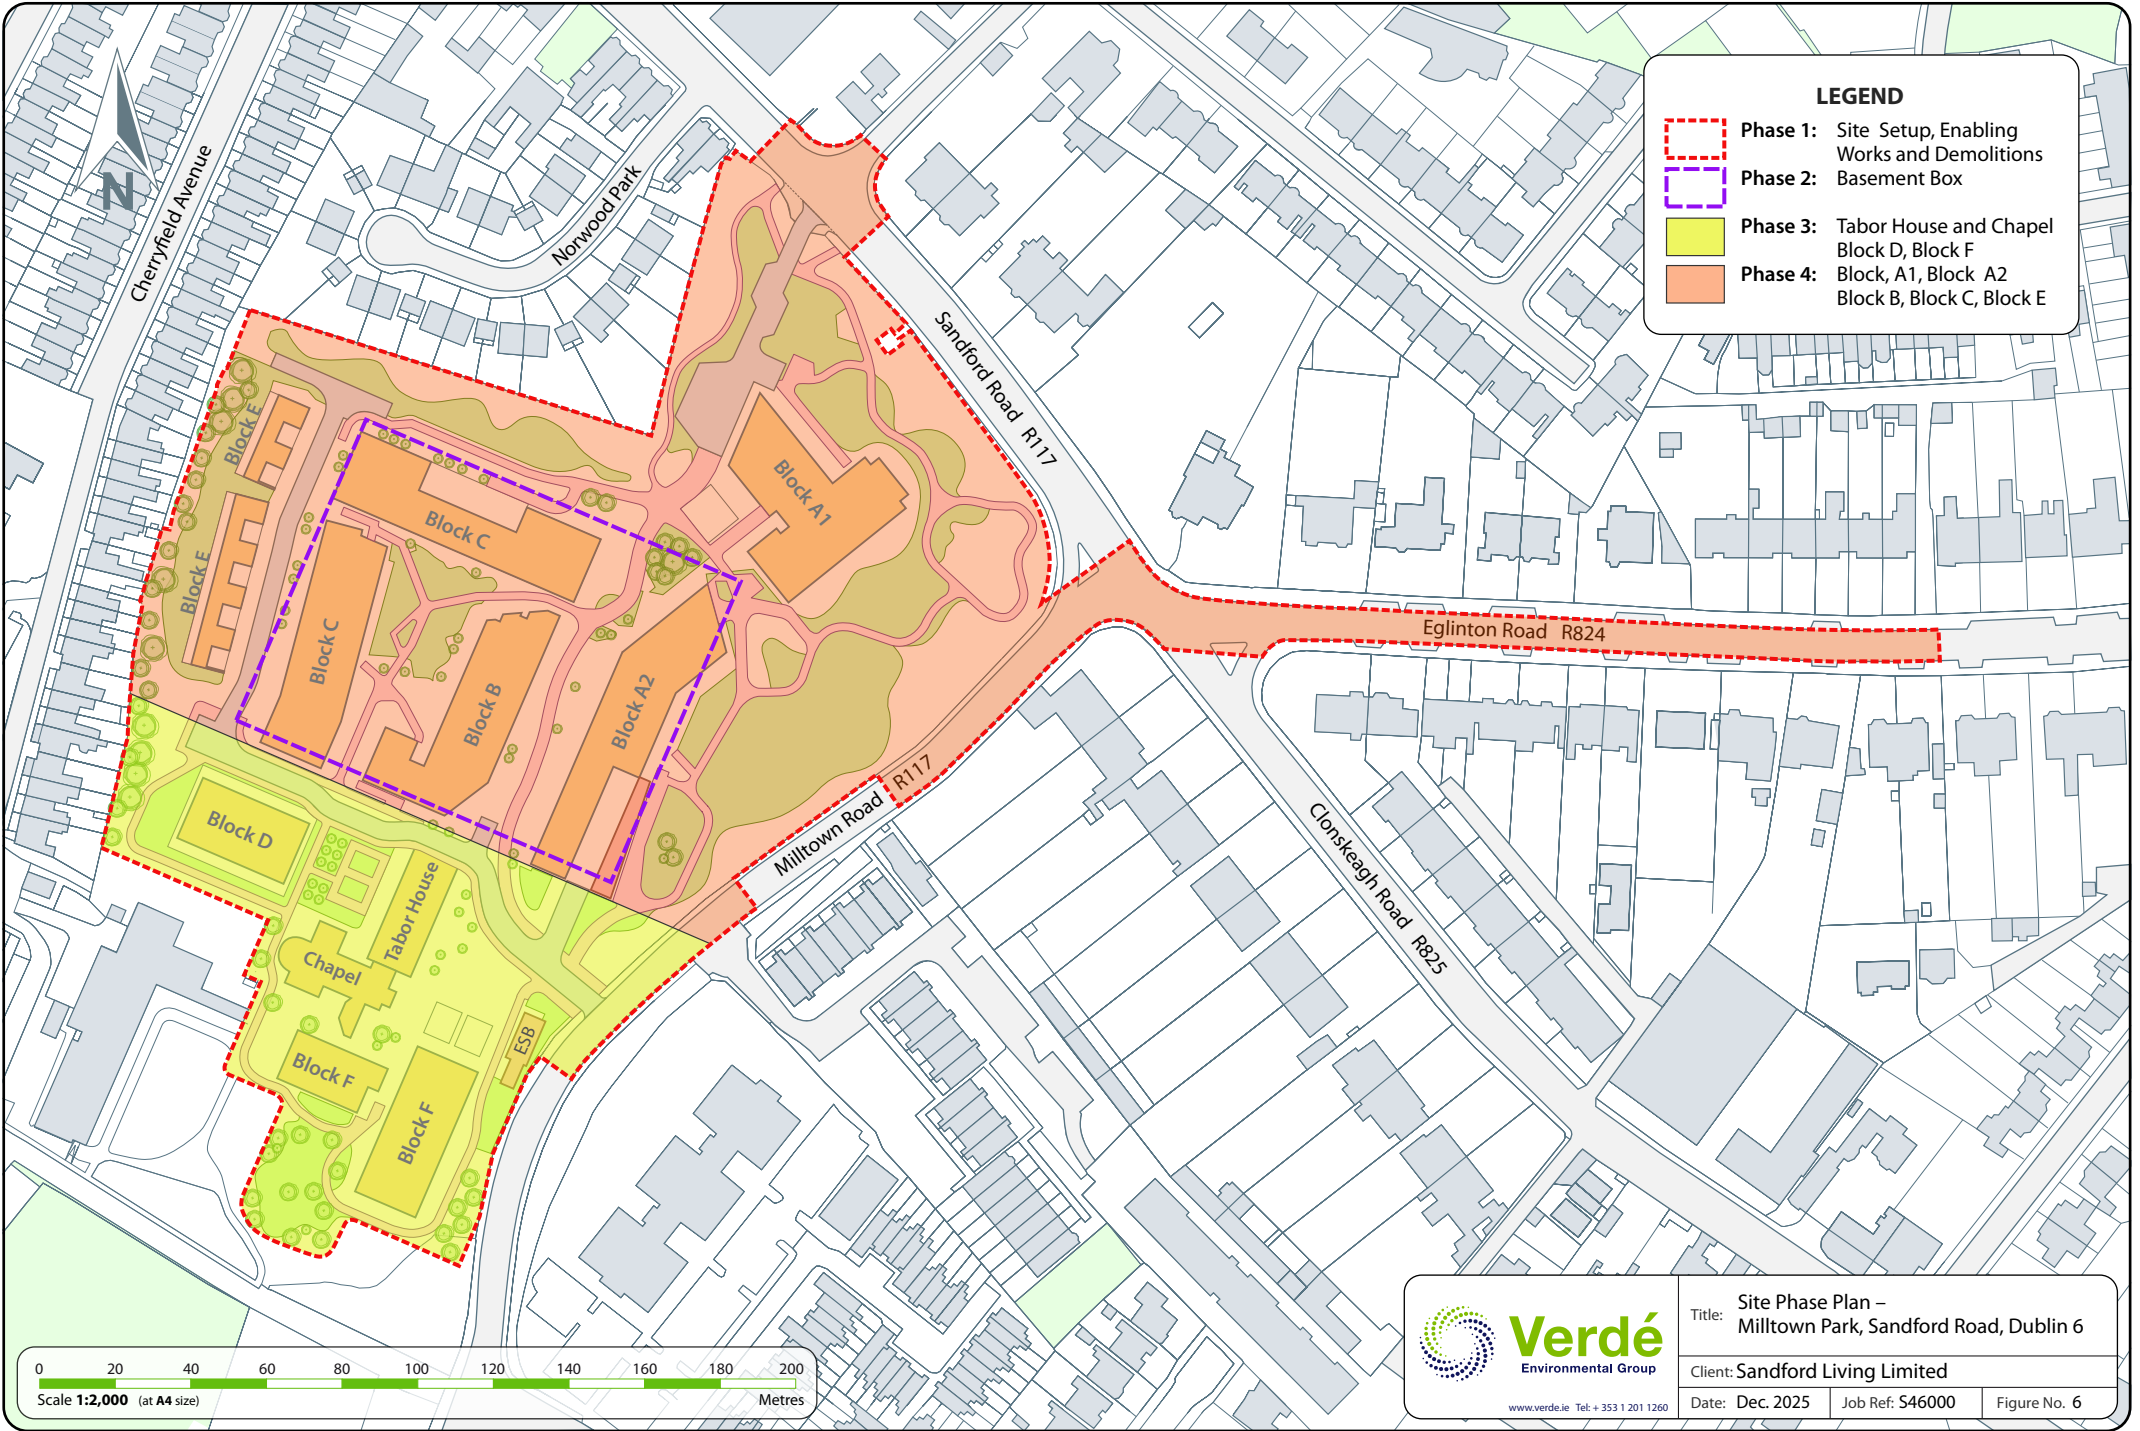 LEGEND
Phase 1: Site Setup, Enabling
Works and Demolitions
Phase 2: Basement Box
Phase 3: Tabor House and Chapel
Block D, Block F
Phase 4: Block, A1, Block A2
Block B, Block C, Block E
N
Cherryfield Avenue
Norwood Park
Sandford Road R117
Block E
Block A1
Block C
Block E
Block C
Block B
Block A2
Eglinton Road R824
Milltown Road R117
Clonskeagh Road R825
Block D
Tabor House
Chapel
ESB
Block F
Block F
0 20 40 60 80 100 120 140 160 180 200
Scale 1:2,000 (at A4 size) Metres
Verdé
Environmental Group
www.verde.ie Tel: + 353 1 201 1260
Title: Site Phase Plan –
Milltown Park, Sandford Road, Dublin 6
Client: Sandford Living Limited
Date: Dec. 2025 Job Ref: S46000 Figure No. 6